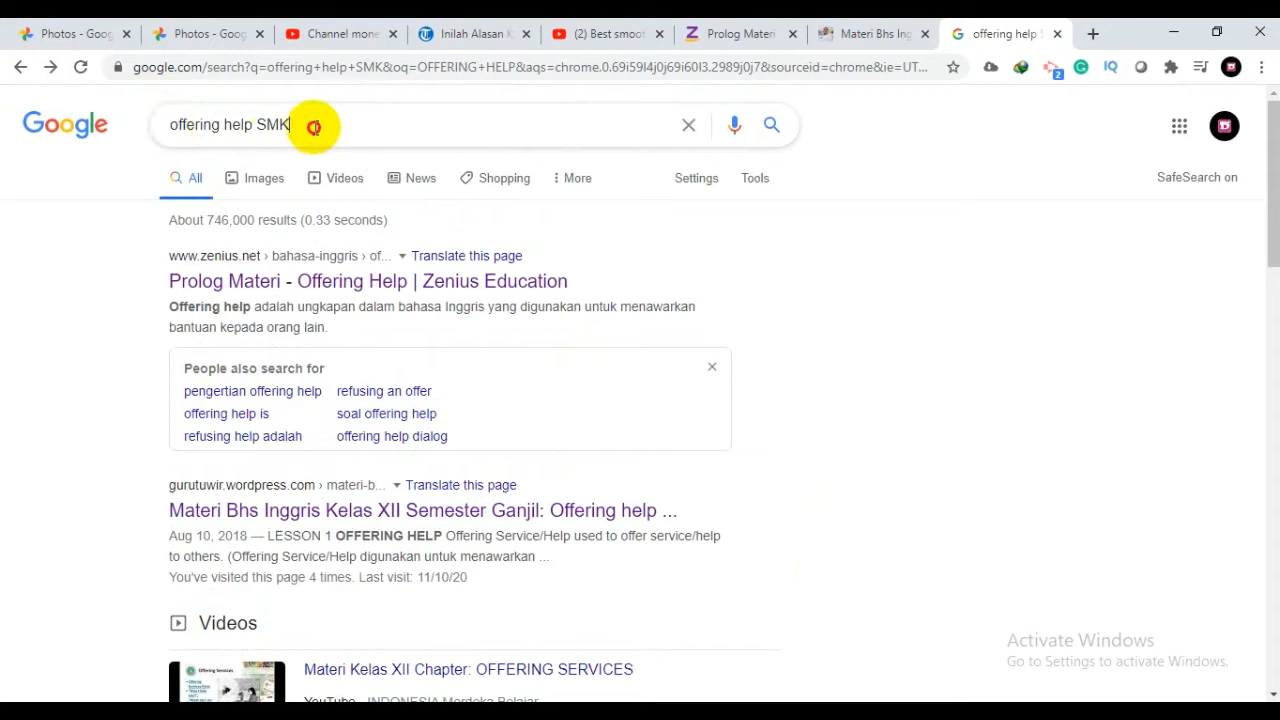 Photos - Goog
Photos - Goog
Channel mone
Inilah Alasan K
(2) Best smoot
Prolog Materi
Materi Bhs Ing
offering help S
google.com/search?q=offering+help+SMK&oq=OFFERING+HELP&aqs=chrome.0.69i59l4j0j69i60l3.2989j0j7&sourceid=chrome&ie=UT...
IQ
2
Google
offering help SMK
All
Images
Videos
News
Shopping
More
Settings
Tools
SafeSearch on
About 746,000 results (0.33 seconds)
www.zenius.net › bahasa-inggris › of... Translate this page
Prolog Materi - Offering Help | Zenius Education
Offering help adalah ungkapan dalam bahasa Inggris yang digunakan untuk menawarkan
bantuan kepada orang lain.
People also search for
pengertian offering help refusing an offer
offering help is soal offering help
refusing help adalah offering help dialog
gurutuwir.wordpress.com › materi-b... Translate this page
Materi Bhs Inggris Kelas XII Semester Ganjil: Offering help ...
Aug 10, 2018 — LESSON 1 OFFERING HELP Offering Service/Help used to offer service/help
to others. (Offering Service/Help digunakan untuk menawarkan ...
You've visited this page 4 times. Last visit: 11/10/20
Videos
Offering Services
Materi Kelas XII Chapter: OFFERING SERVICES
YouTube · INDONESIA Merdeka Belajar
Activate Windows
Go to Settings to activate Windows.